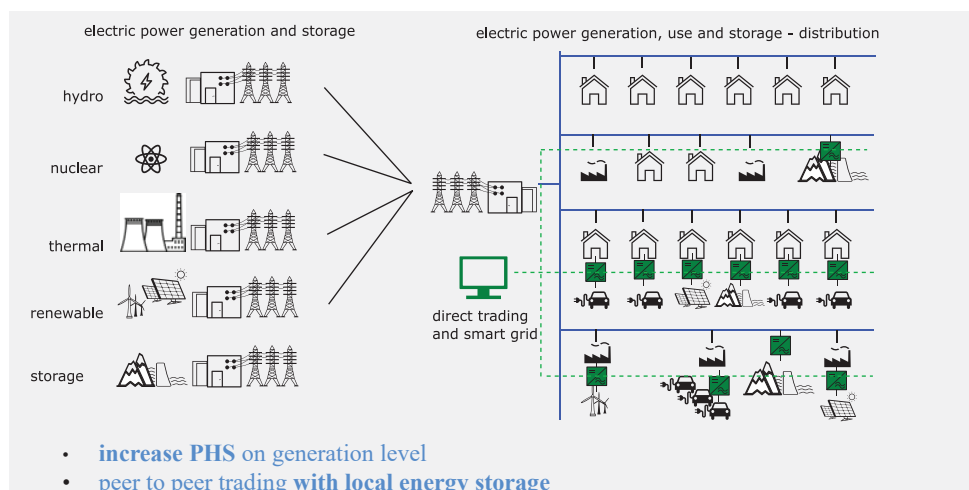 electric power generation and storage
electric power generation, use and storage - distribution
hydro
nuclear
thermal
renewable
storage
direct trading
and smart grid
• increase PHS on generation level
• peer to peer trading with local energy storage